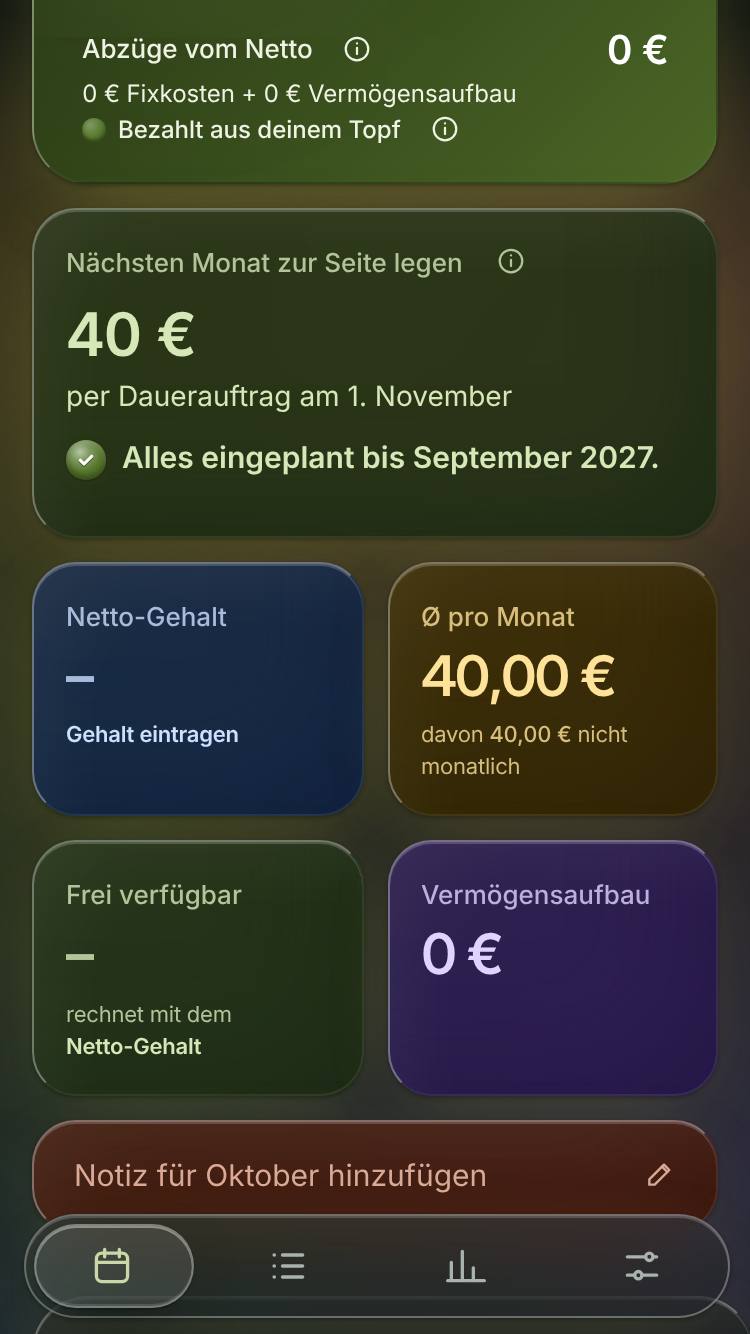 Abzüge vom Netto
0 €
0 € Fixkosten + 0 € Vermögensaufbau
Bezahlt aus deinem Topf
Nächsten Monat zur Seite legen
40 €
per Dauerauftrag am 1. November
Alles eingeplant bis September 2027.
Netto-Gehalt
–
Gehalt eintragen
Ø pro Monat
40,00 €
davon 40,00 € nicht
monatlich
Frei verfügbar
–
rechnet mit dem
Netto-Gehalt
Vermögensaufbau
0 €
Notiz für Oktober hinzufügen